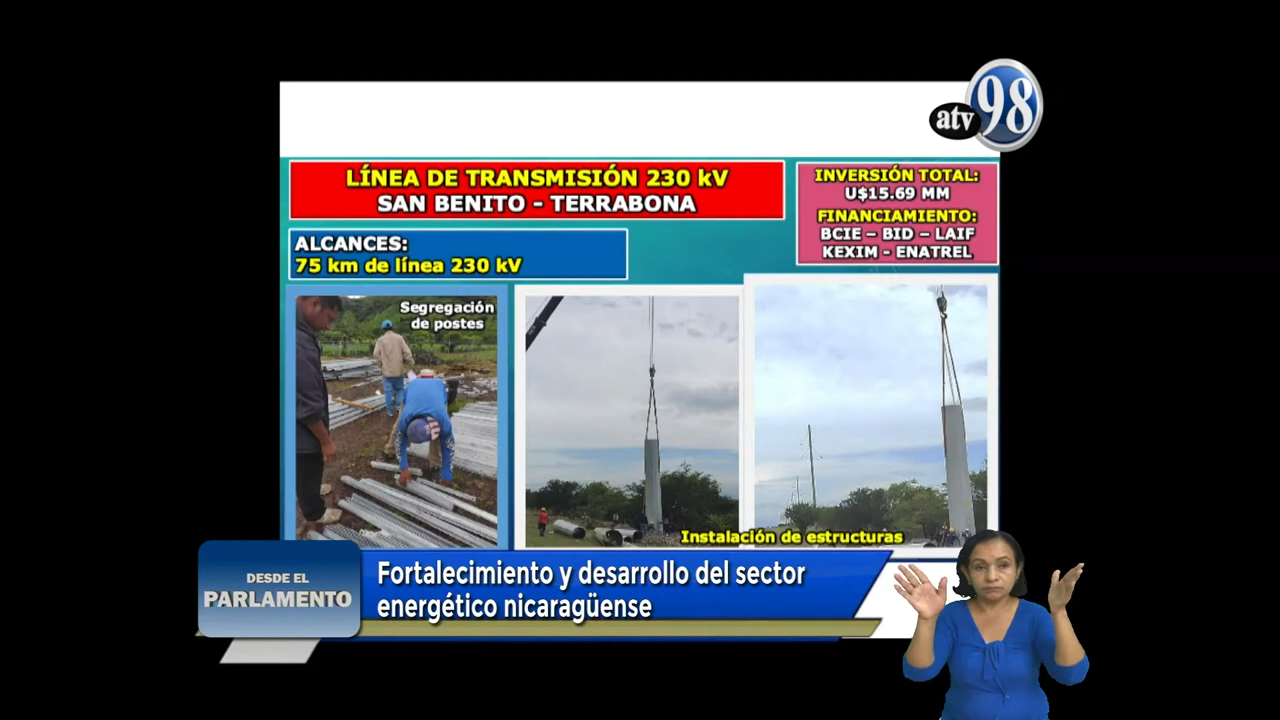 atv 98
LÍNEA DE TRANSMISIÓN 230 kV
SAN BENITO - TERRABONA
INVERSIÓN TOTAL:
U$15.69 MM
FINANCIAMIENTO:
BCIE – BID – LAIF
KEXIM - ENATREL
ALCANCES:
75 km de línea 230 kV
Segregación
de postes
Instalación de estructuras
DESDE EL
PARLAMENTO
Fortalecimiento y desarrollo del sector
energético nicaragüense